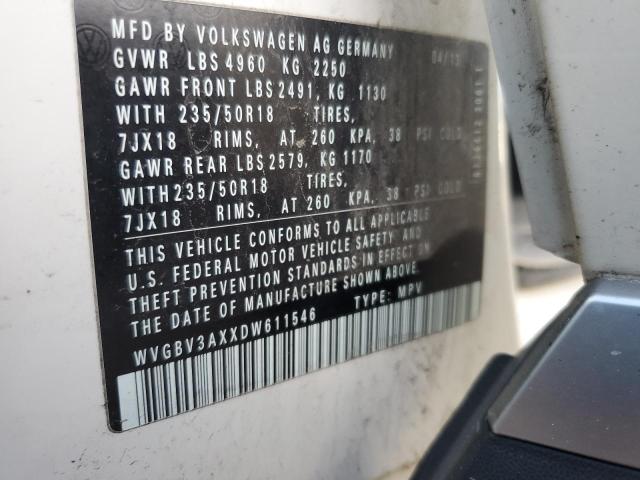 MFD BY VOLKSWAGEN AG GERMANY 04/13
GVWR LBS 4960 KG 2250
GAWR FRONT LBS 2491, KG 1130
WITH 235/50R18 TIRES,
7JX18 RIMS, AT 260 KPA, 38 PSI COLD
GAWR REAR LBS 2579, KG 1170
WITH 235/50R18 TIRES,
7JX18 RIMS, AT 260 KPA, 38 PSI COLD
THIS VEHICLE CONFORMS TO ALL APPLICABLE
U.S. FEDERAL MOTOR VEHICLE SAFETY AND
THEFT PREVENTION STANDARDS IN EFFECT ON
THE DATE OF MANUFACTURE SHOWN ABOVE.
WVGBV3AXXDW611546 TYPE: MPV